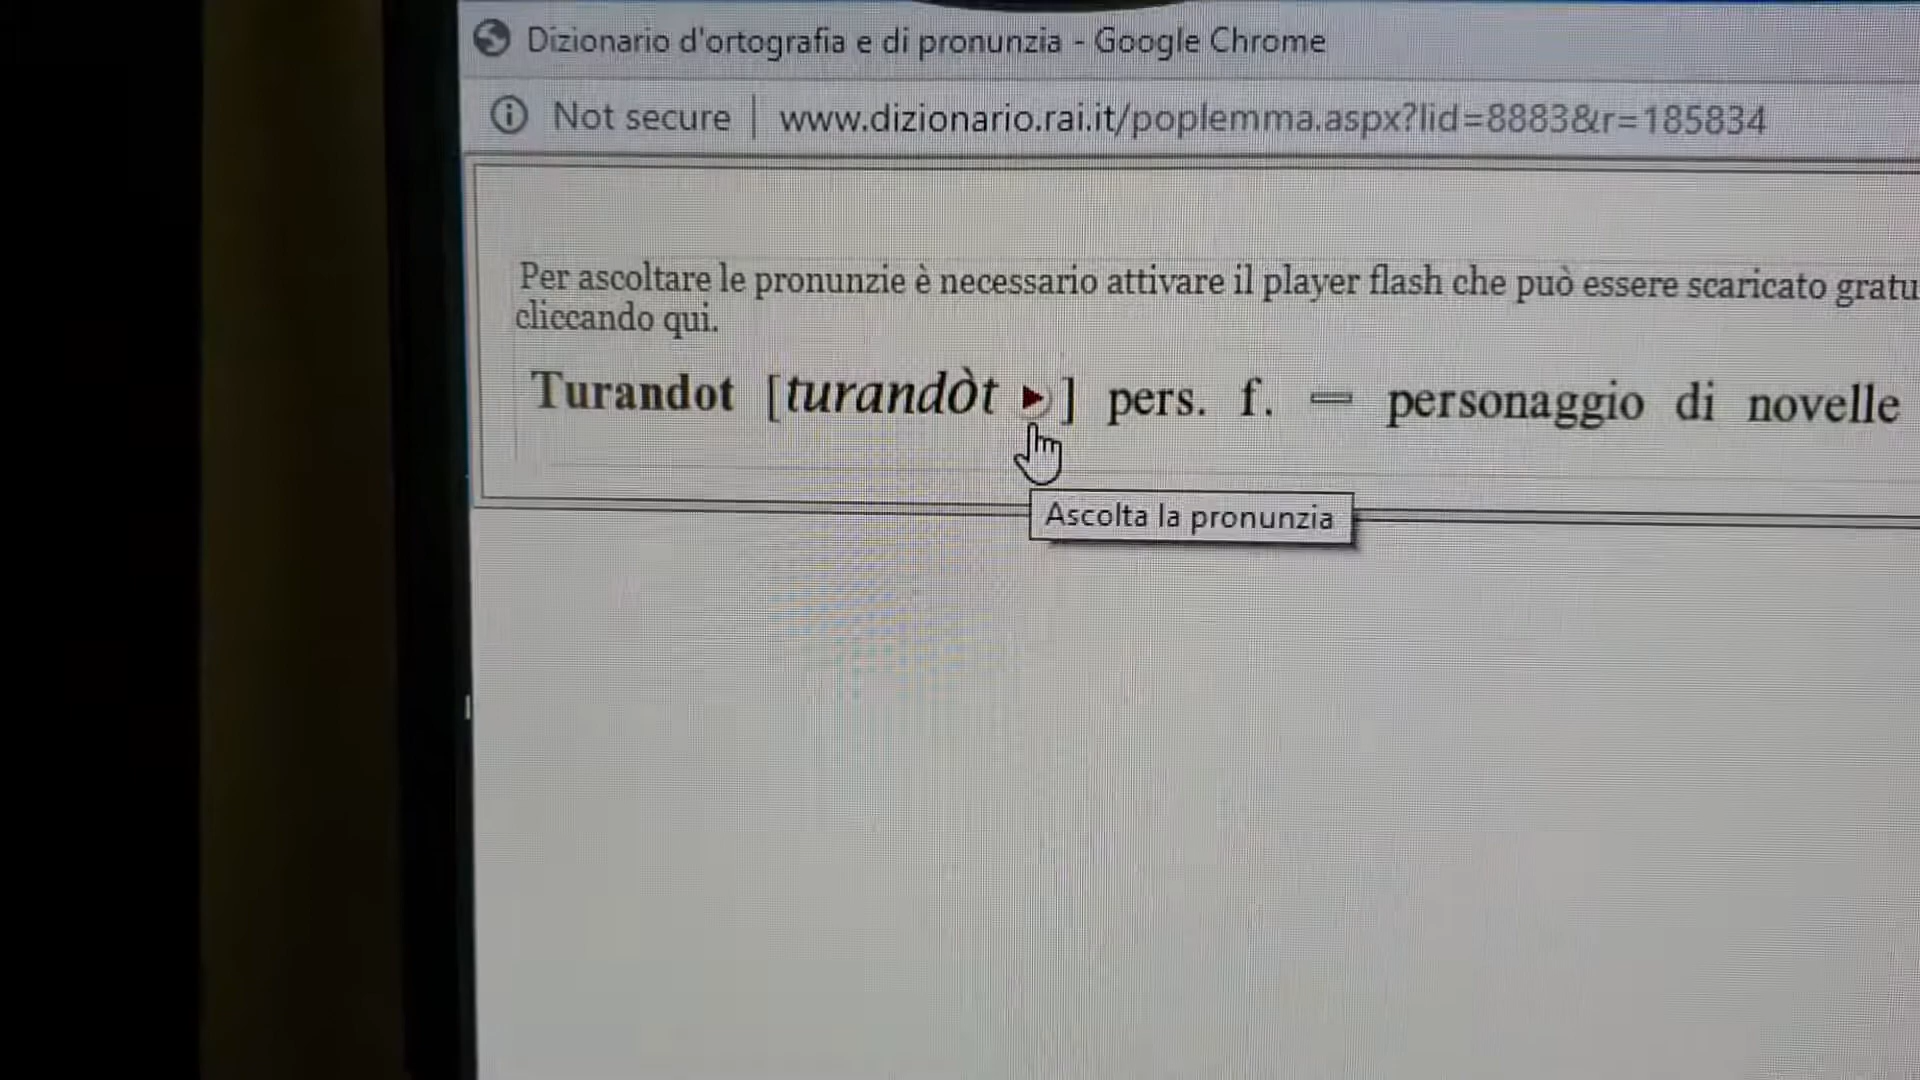 Dizionario d'ortografia e di pronunzia - Google Chrome
Not secure | www.dizionario.rai.it/poplemma.aspx?lid=8883&r=185834
Per ascoltare le pronunzie è necessario attivare il player flash che può essere scaricato gratu
cliccando qui.
Turandot [turandòt ▶] pers. f. — personaggio di novelle
Ascolta la pronunzia